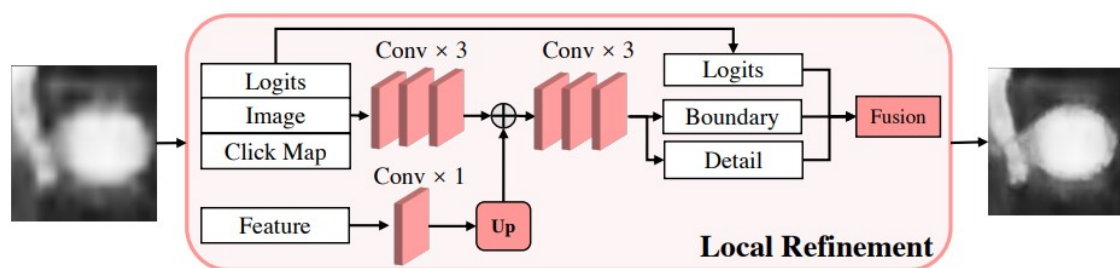 Conv × 3
Conv × 3
Logits
Image
Click Map
Logits
Boundary
Detail
Fusion
Conv × 1
Feature
Up
Local Refinement